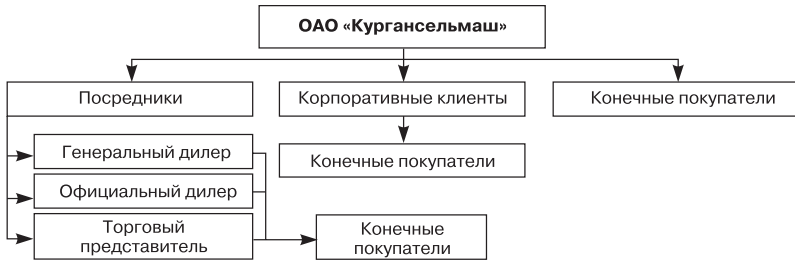 ОАО «Кургансельмаш»
Посредники
Корпоративные клиенты
Конечные покупатели
Генеральный дилер
Конечные покупатели
Официальный дилер
Торговый
представитель
Конечные
покупатели